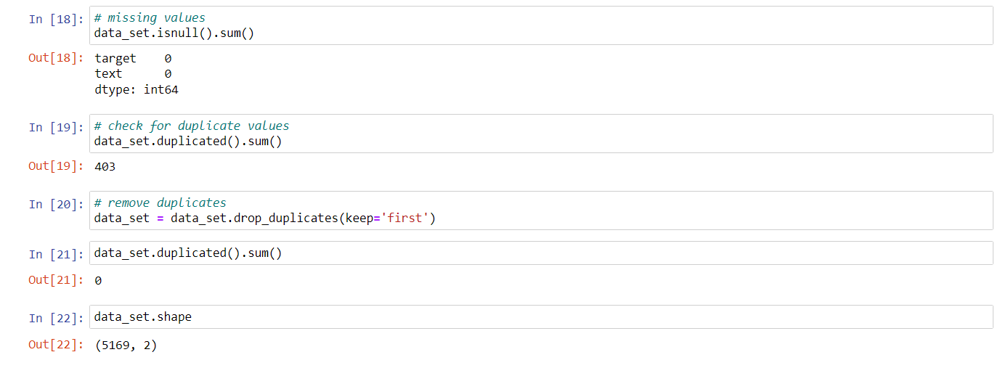 In [18]: # missing values
data_set.isnull().sum()
Out[18]: target    0
text      0
dtype: int64
In [19]: # check for duplicate values
data_set.duplicated().sum()
Out[19]: 403
In [20]: # remove duplicates
data_set = data_set.drop_duplicates(keep='first')
In [21]: data_set.duplicated().sum()
Out[21]: 0
In [22]: data_set.shape
Out[22]: (5169, 2)